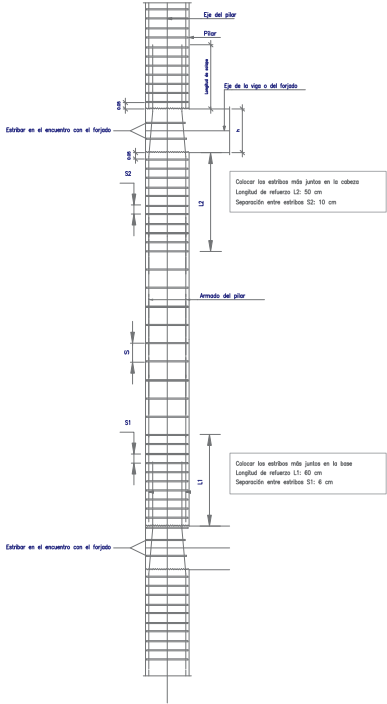 Eje del pilar
Pilar
Longitud de solape
Eje de la viga o del forjado
0.05
h
Estribar en el encuentro con el forjado
0.05
S2
L2
Colocar los estribos más juntos en la cabeza
Longitud de refuerzo L2: 50 cm
Separación entre estribos S2: 10 cm
Armado del pilar
S1
S1
L1
Colocar los estribos más juntos en la base
Longitud de refuerzo L1: 60 cm
Separación entre estribos S1: 6 cm
Estribar en el encuentro con el forjado